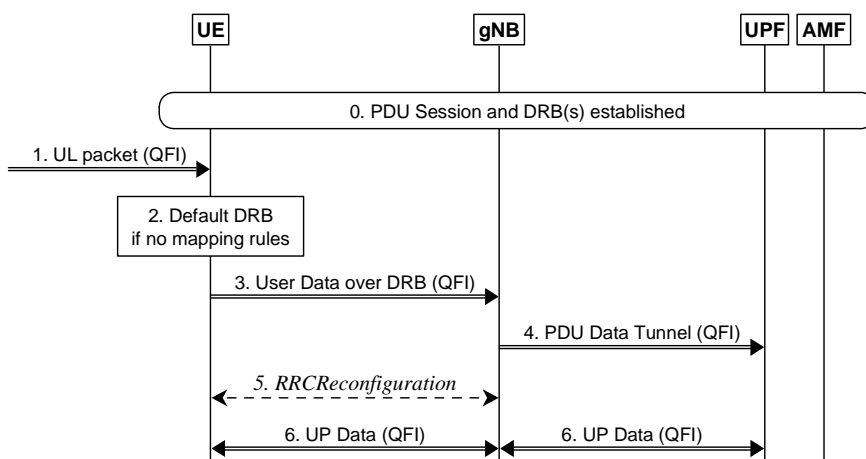 UE
gNB
UPF
AMF
0. PDU Session and DRB(s) established
1. UL packet (QFI)
2. Default DRB
if no mapping rules
3. User Data over DRB (QFI)
4. PDU Data Tunnel (QFI)
5. RRCReconfiguration
6. UP Data (QFI)
6. UP Data (QFI)